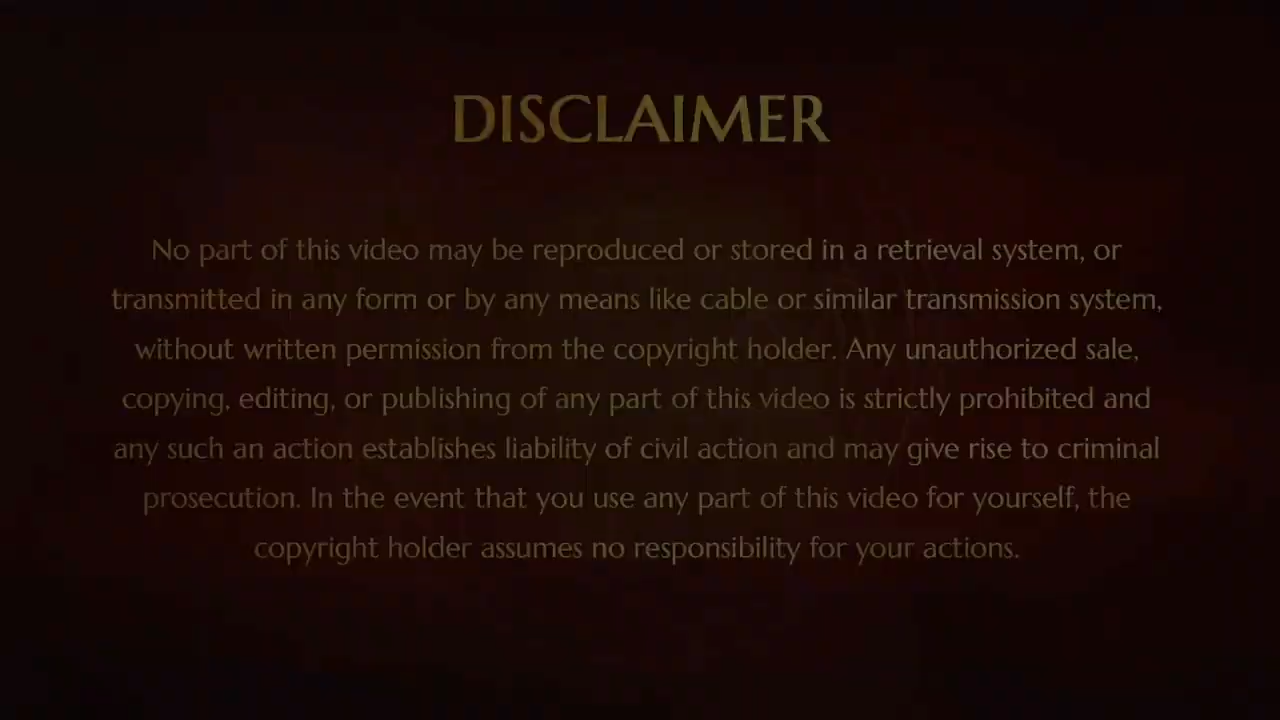 DISCLAIMER
No part of this video may be reproduced or stored in a retrieval system, or
transmitted in any form or by any means like cable or similar transmission system,
without written permission from the copyright holder. Any unauthorized sale,
copying, editing, or publishing of any part of this video is strictly prohibited and
any such an action establishes liability of civil action and may give rise to criminal
prosecution. In the event that you use any part of this video for yourself, the
copyright holder assumes no responsibility for your actions.